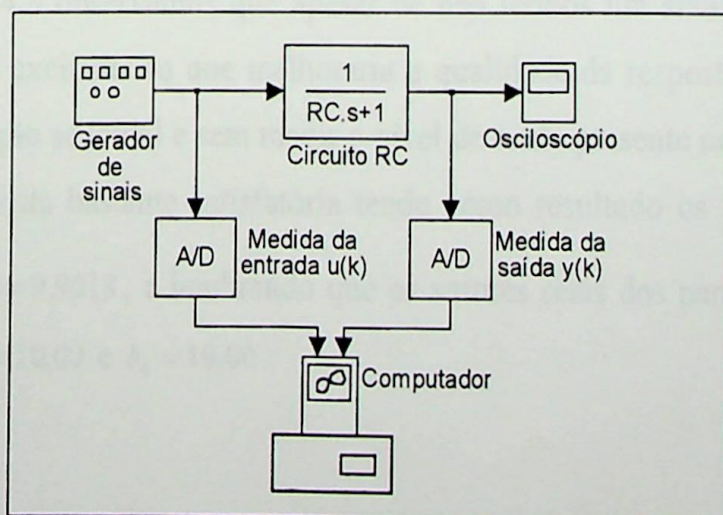 Gerador
de
sinais
1
RC.s+1
Circuito RC
Osciloscópio
A/D
Medida da
entrada u(k)
A/D
Medida da
saída y(k)
Computador